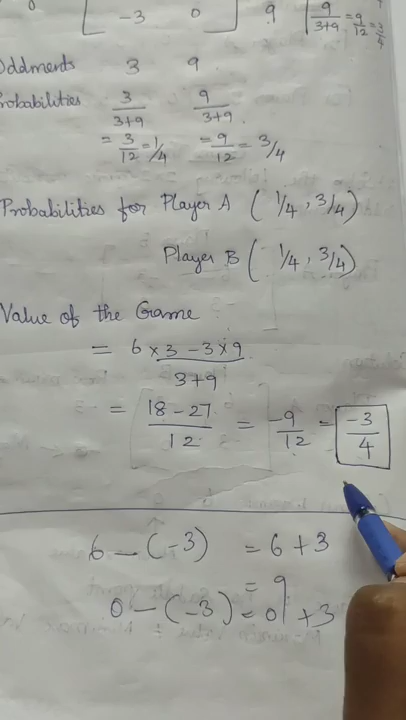 -3 0 9 9/3+9 = 9/12 = 3/4
Oddments 3 9
Probabilities 3/3+9 9/3+9
= 3/12 = 1/4 = 9/12 = 3/4
Probabilities for Player A (1/4, 3/4)
Player B (1/4, 3/4)
Value of the Game
= 6×3 -3×9 / 3+9
= 18-27/12 = -9/12 = -3/4
6 - (-3) = 6+3
= 9
0 - (-3) = 0+3